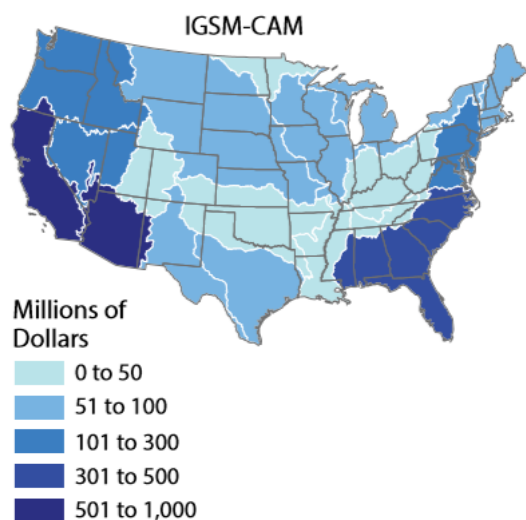 IGSM-CAM
Millions of
Dollars
0 to 50
51 to 100
101 to 300
301 to 500
501 to 1,000